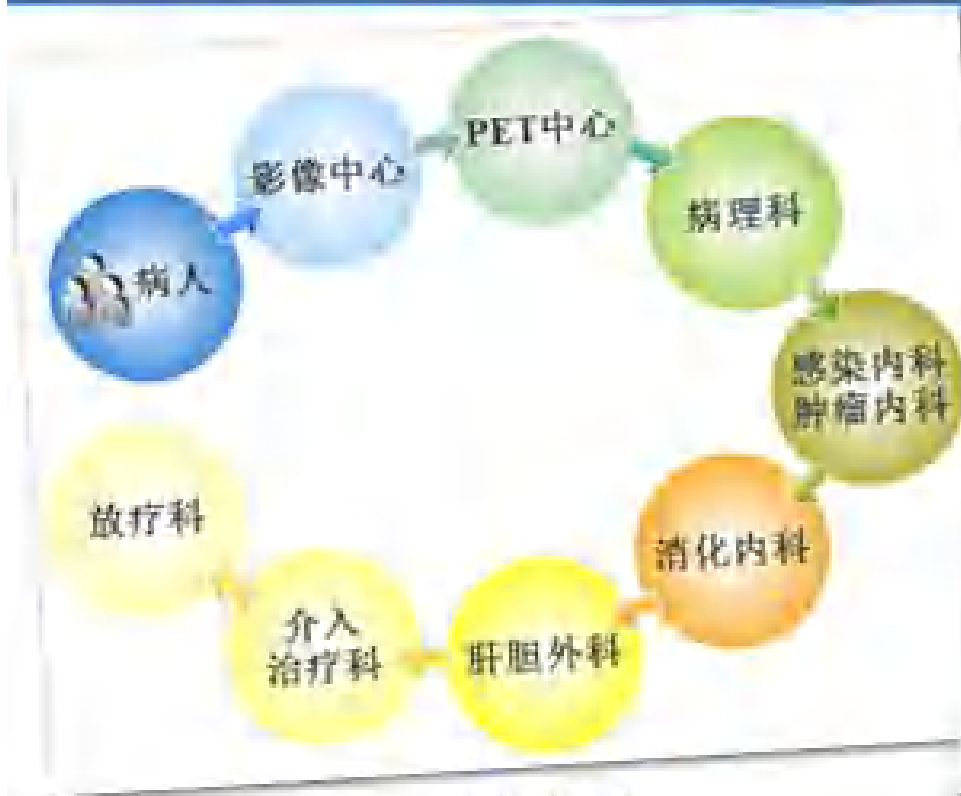 病人
影像中心
PET中心
病理科
感染内科
肿瘤内科
消化内科
肝胆外科
介入
治疗科
放疗科